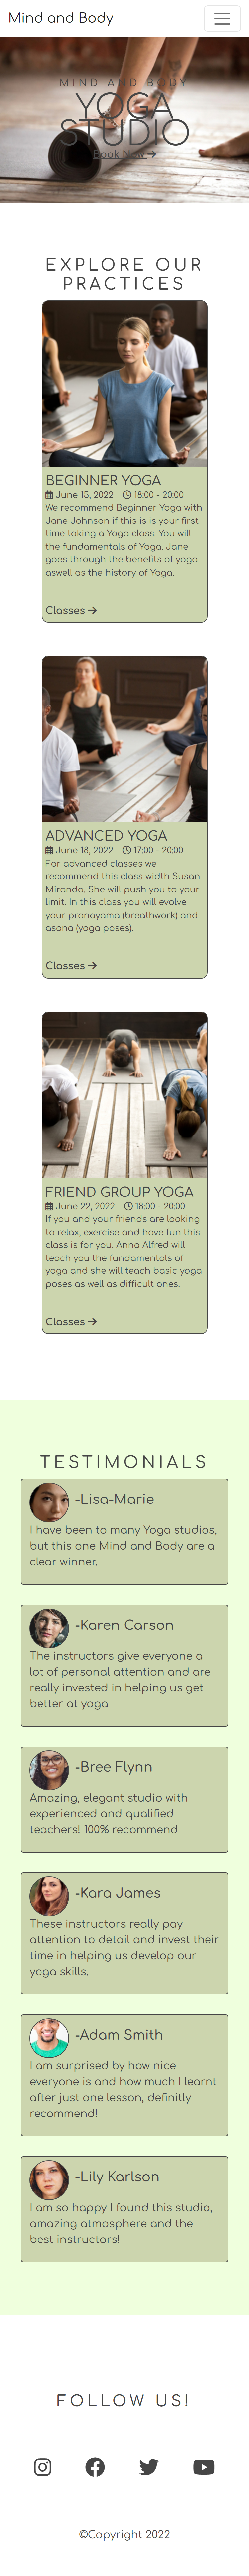 Mind and Body
MIND AND BODY
YOGA
STUDIO
Book Now →
EXPLORE OUR
PRACTICES
BEGINNER YOGA
June 15, 2022 18:00 - 20:00
We recommend Beginner Yoga with
Jane Johnson if this is is your first
time taking a Yoga class. You will
the fundamentals of Yoga. Jane
goes through the benefits of yoga
aswell as the history of Yoga.
Classes →
ADVANCED YOGA
June 18, 2022 17:00 - 20:00
For advanced classes we
recommend this class width Susan
Miranda. She will push you to your
limit. In this class you will evolve
your pranayama (breathwork) and
asana (yoga poses).
Classes →
FRIEND GROUP YOGA
June 22, 2022 18:00 - 20:00
If you and your friends are looking
to relax, exercise and have fun this
class is for you. Anna Alfred will
teach you the fundamentals of
yoga and she will teach basic yoga
poses as well as difficult ones.
Classes →
TESTIMONIALS
-Lisa-Marie
I have been to many Yoga studios,
but this one Mind and Body are a
clear winner.
-Karen Carson
The instructors give everyone a
lot of personal attention and are
really invested in helping us get
better at yoga
-Bree Flynn
Amazing, elegant studio with
experienced and qualified
teachers! 100% recommend
-Kara James
These instructors really pay
attention to detail and invest their
time in helping us develop our
yoga skills.
-Adam Smith
I am surprised by how nice
everyone is and how much I learnt
after just one lesson, definitly
recommend!
-Lily Karlson
I am so happy I found this studio,
amazing atmosphere and the
best instructors!
FOLLOW US!
©Copyright 2022